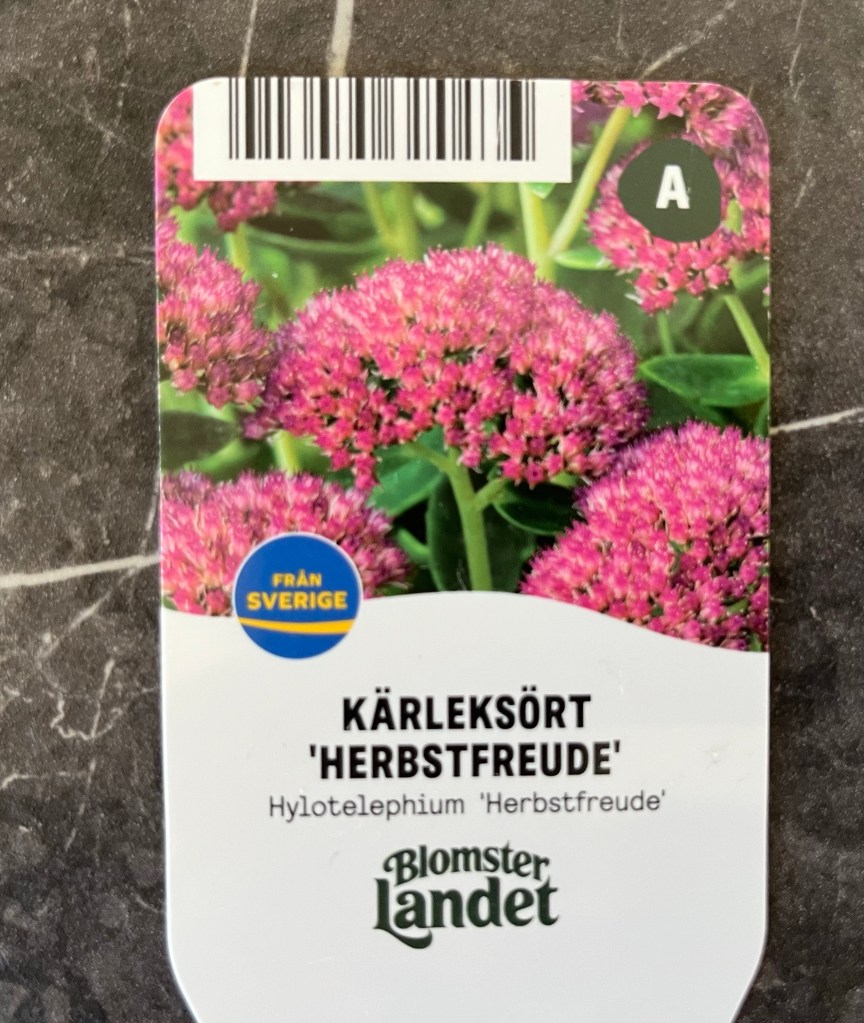 A
FRÅN
SVERIGE
KÄRLEKSÖRT
'HERBSTFREUDE'
Hylotelephium 'Herbstfreude'
Blomster
Landet